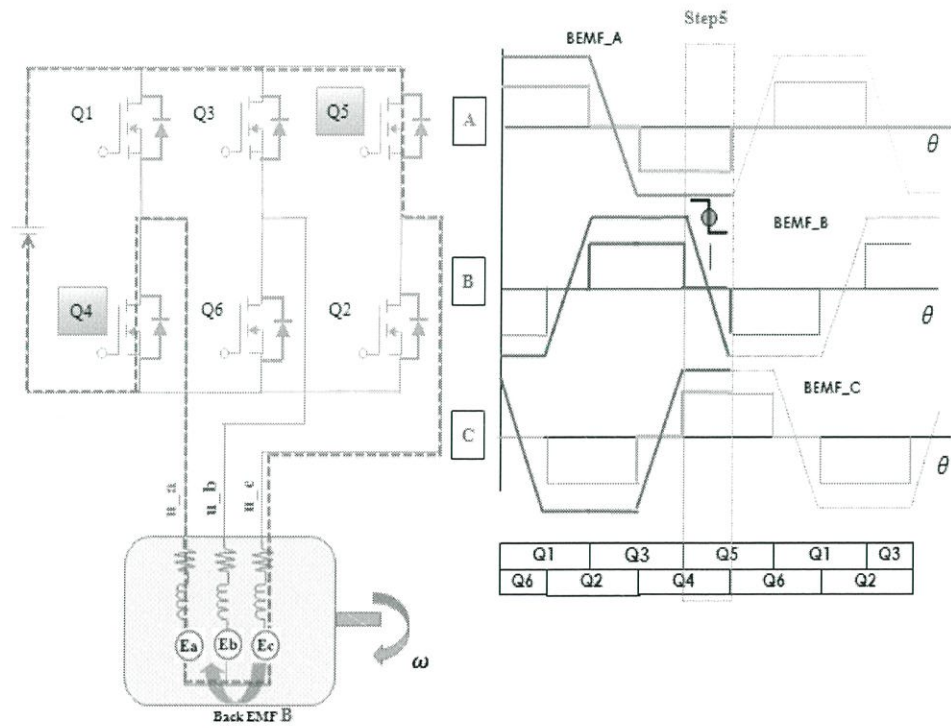 Step5
BEMF_A
Q1
Q3
Q5
A
θ
BEMF_B
Q4
Q6
Q2
B
θ
BEMF_C
C
θ
u_a
u_b
u_c
Q1 Q3 Q5 Q1 Q3
Q6 Q2 Q4 Q6 Q2
Ea Eb Ec
ω
Back EMF B